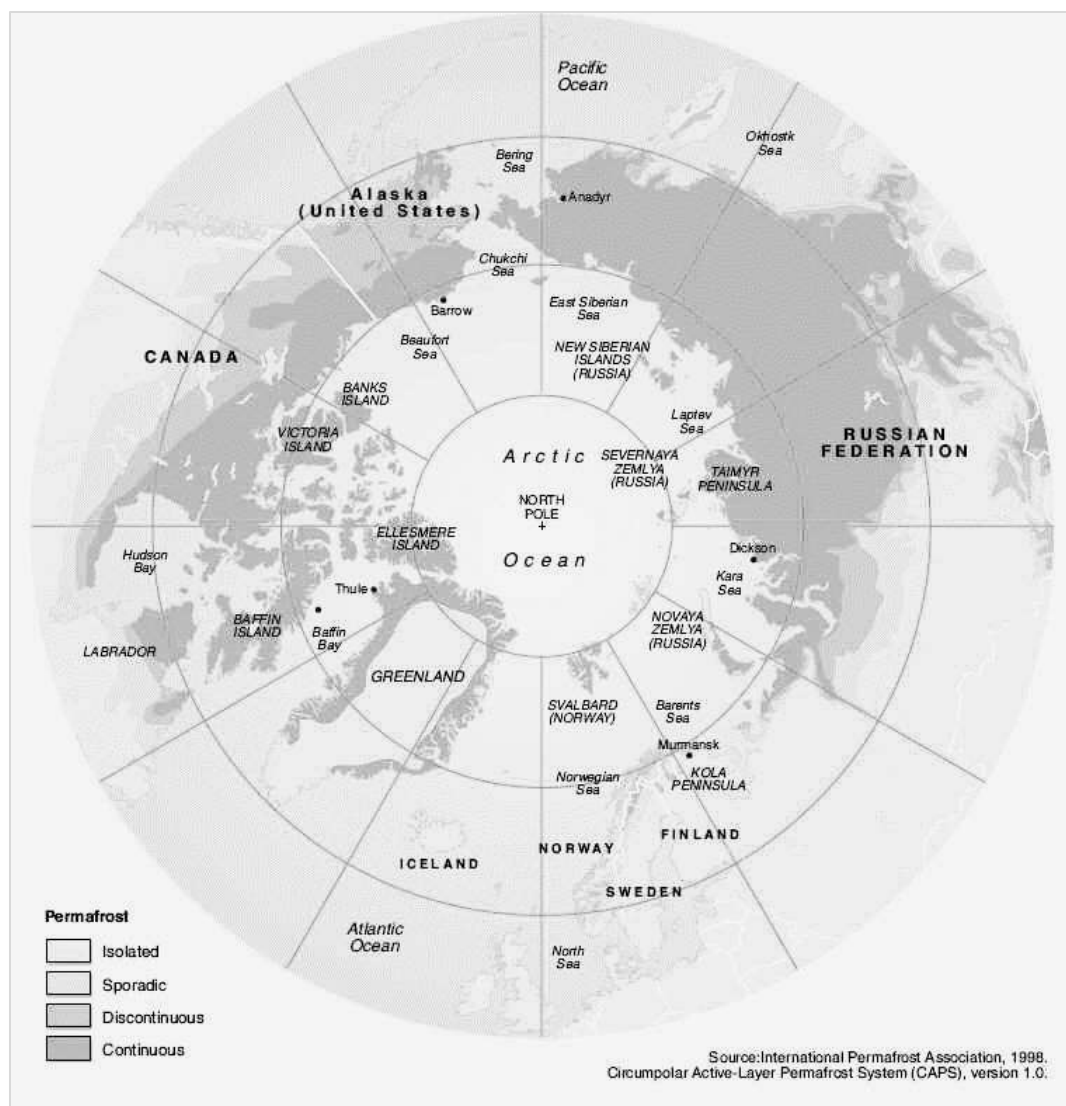 Pacific
Ocean
Okhostk
Sea
Bering
Sea
Alaska
(United States)
Anadyr
Chukchi
Sea
Barrow
East Siberian
Sea
Beaufort
Sea
NEW SIBERIAN
ISLANDS
(RUSSIA)
CANADA
BANKS
ISLAND
VICTORIA
ISLAND
Laptev
Sea
RUSSIAN
FEDERATION
Arctic
SEVERNAYA
ZEMLYA
(RUSSIA)
TAIMYR
PENINSULA
NORTH
POLE
ELLESMERE
ISLAND
Ocean
Hudson
Bay
Dickson
Kara
Sea
Thule
BAFFIN
ISLAND
Baffin
Bay
NOVAYA
ZEMLYA
(RUSSIA)
LABRADOR
GREENLAND
SVALBARD
(NORWAY)
Barents
Sea
Murmansk
KOLA
PENINSULA
Norwegian
Sea
FINLAND
NORWAY
ICELAND
SWEDEN
Atlantic
Ocean
North
Sea
Permafrost
Isolated
Sporadic
Discontinuous
Continuous
Source:International Permafrost Association, 1998.
Circumpolar Active-Layer Permafrost System (CAPS), version 1.0.